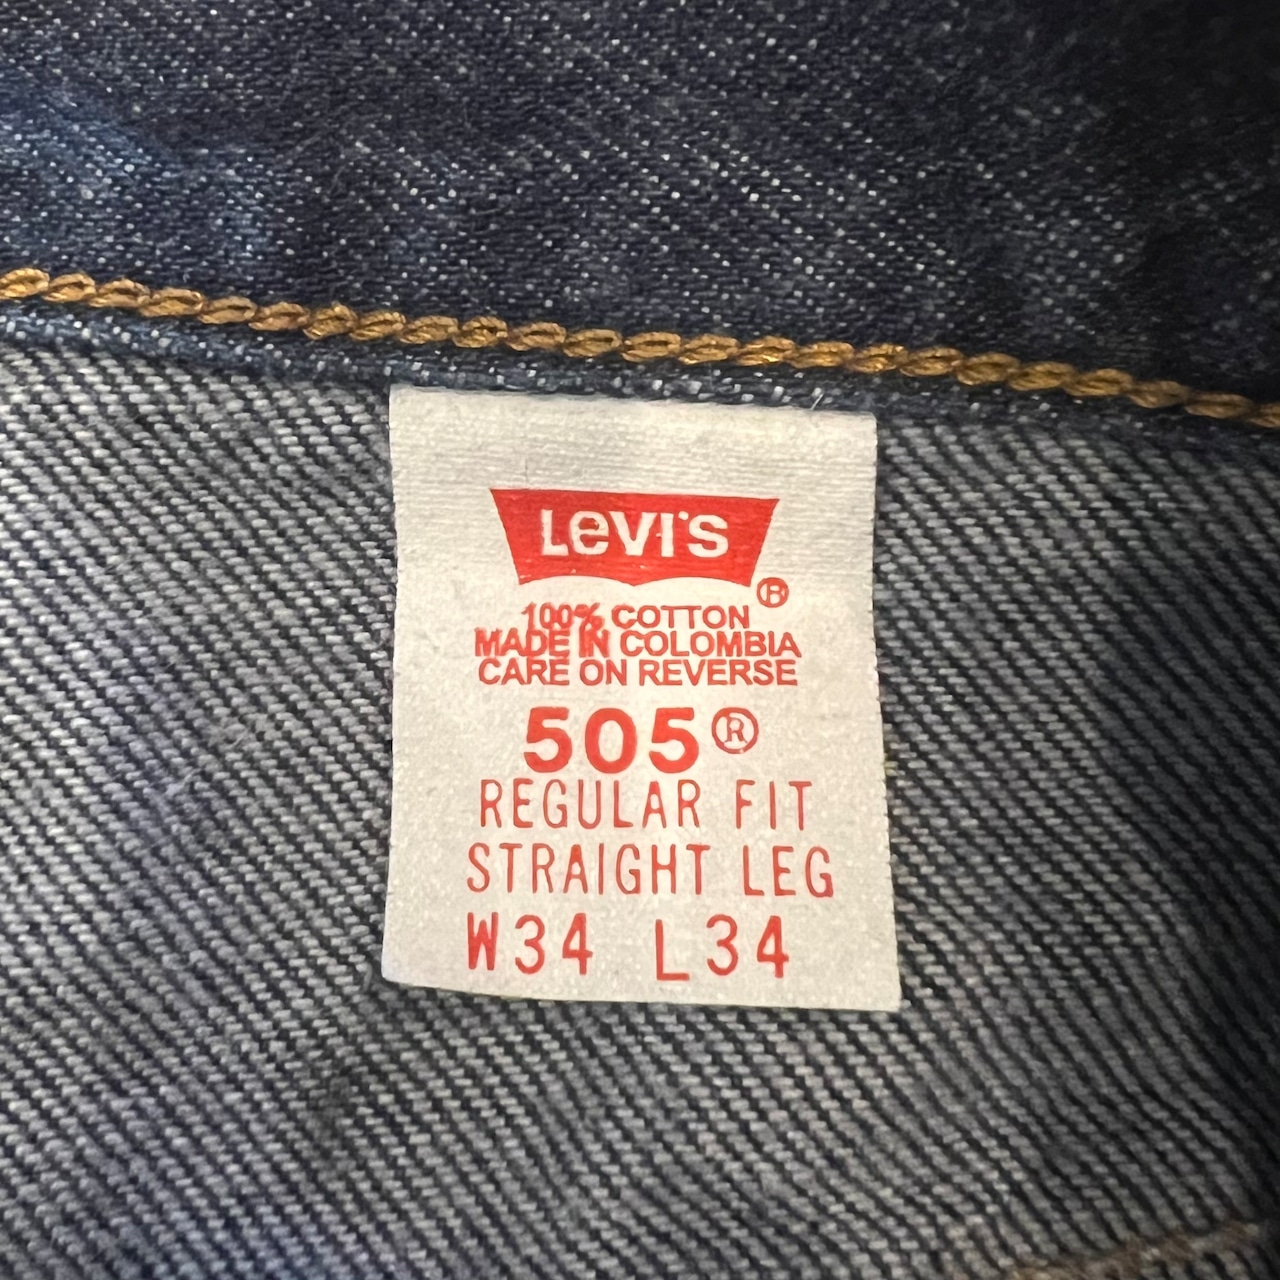 Levi's
®
100% COTTON
MADE IN COLOMBIA
CARE ON REVERSE
505®
REGULAR FIT
STRAIGHT LEG
W34 L34